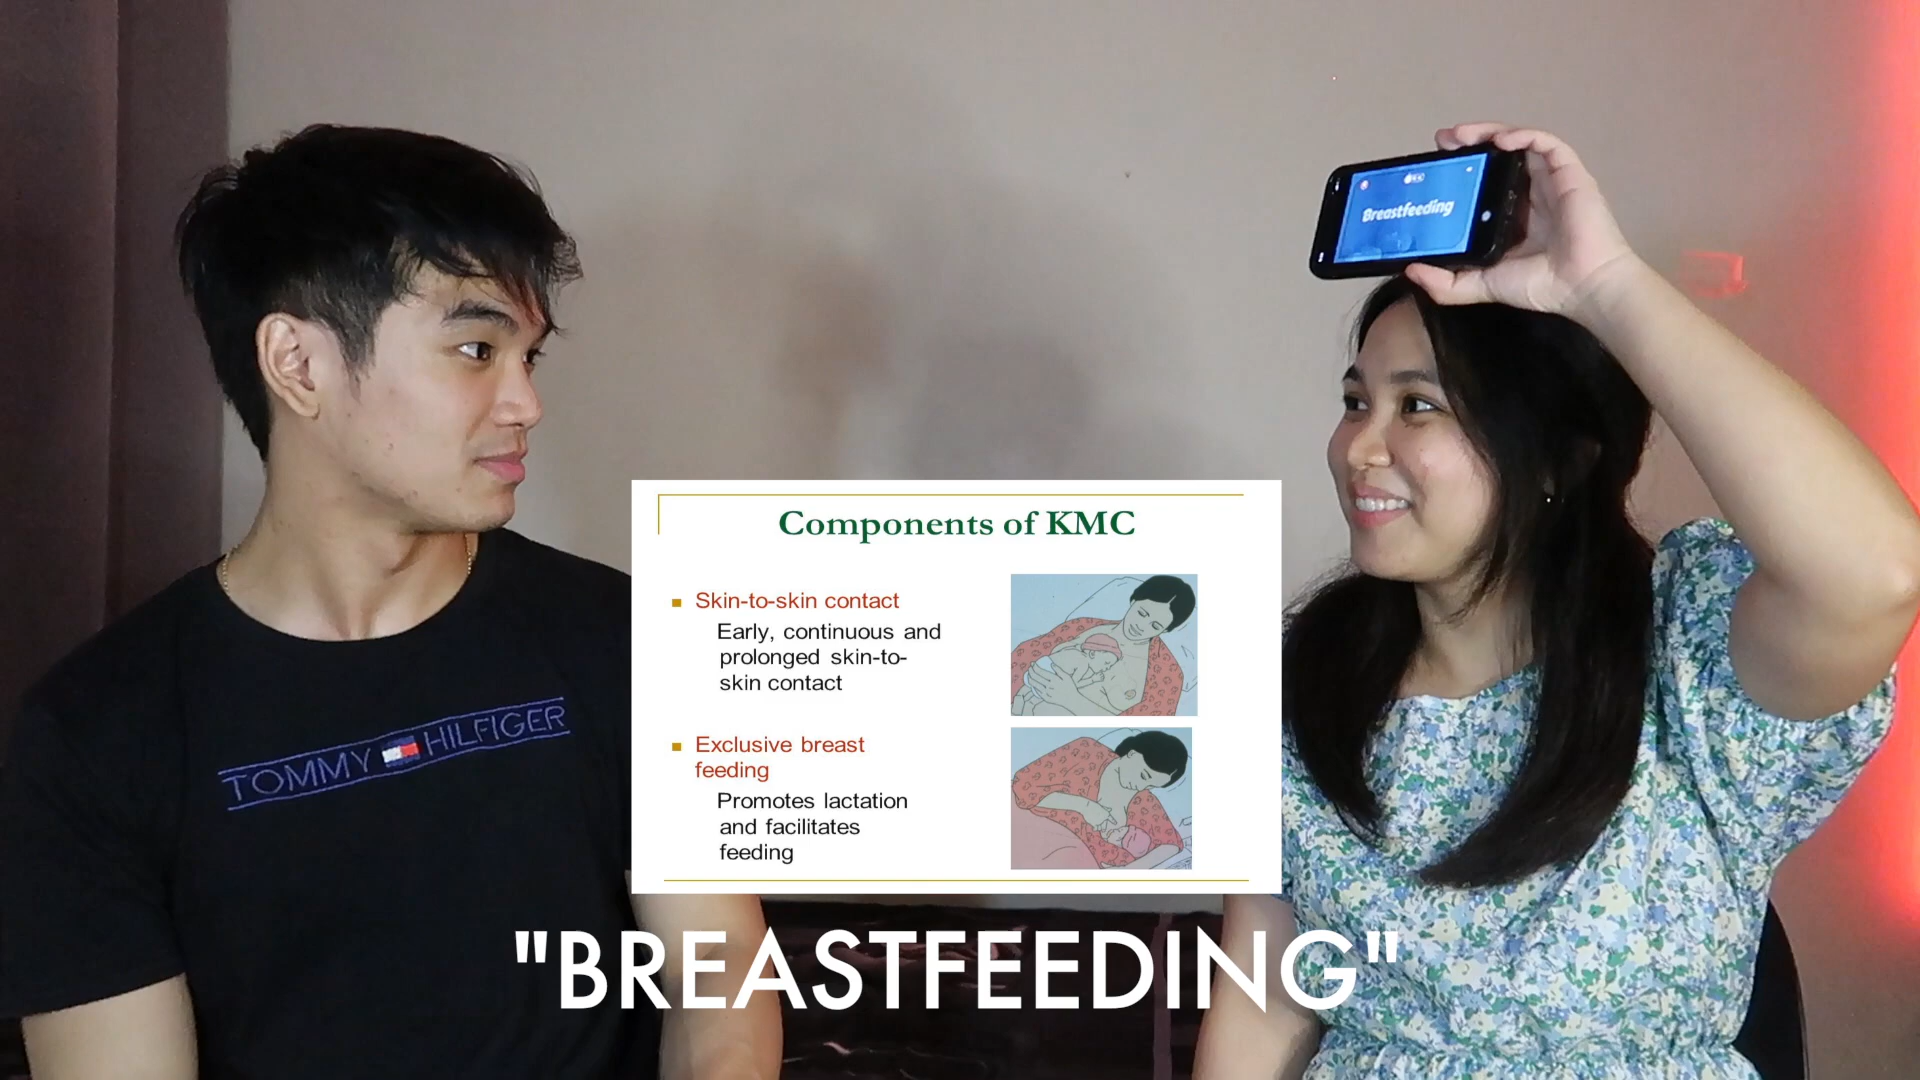 Breastfeeding
Components of KMC
Skin-to-skin contact
Early, continuous and
prolonged skin-to-
skin contact
Exclusive breast
feeding
Promotes lactation
and facilitates
feeding
TOMMY HILFIGER
"BREASTFEEDING"